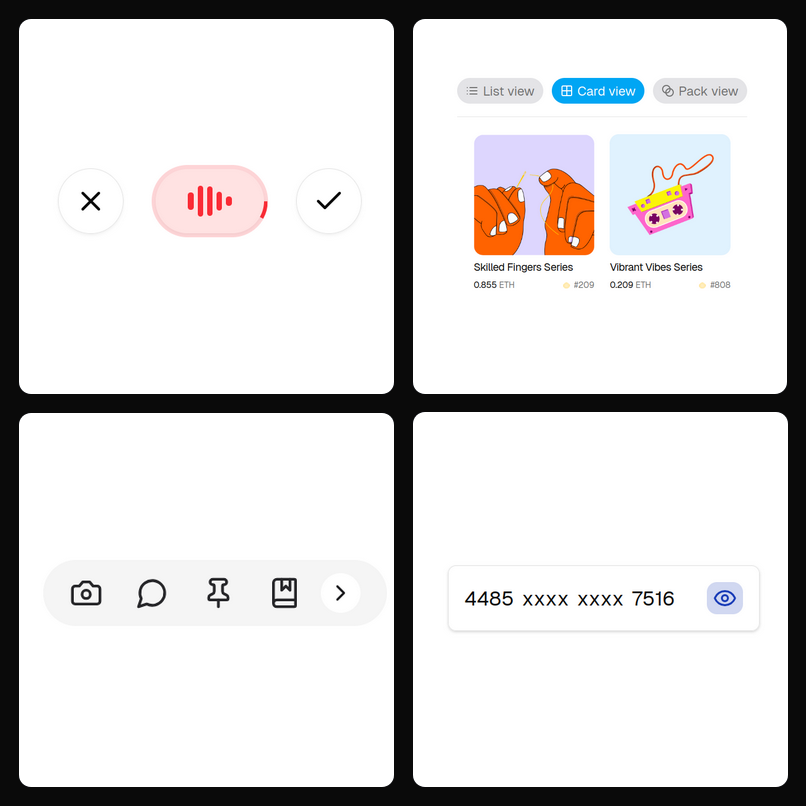 List view
Card view
Pack view
Skilled Fingers Series
0.855 ETH
#209
Vibrant Vibes Series
0.209 ETH
#808
4485 xxxx xxxx 7516